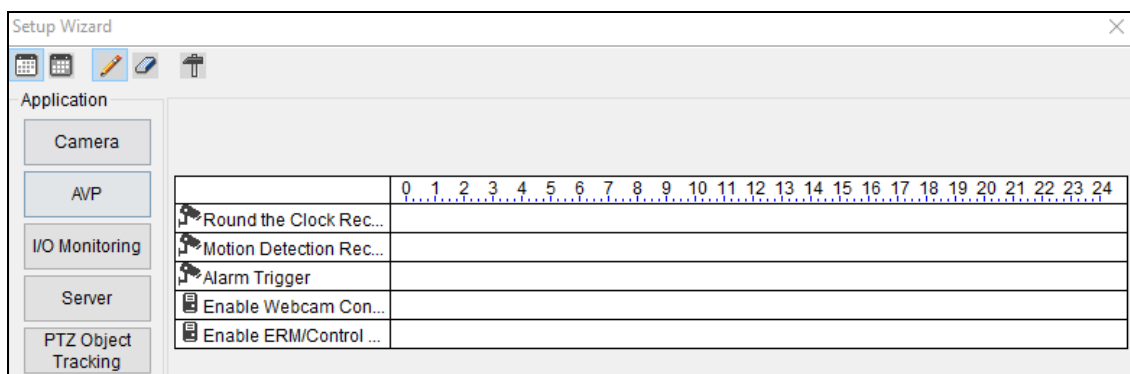 Setup Wizard
Application
Camera
AVP
I/O Monitoring
Server
PTZ Object
Tracking
0 1 2 3 4 5 6 7 8 9 10 11 12 13 14 15 16 17 18 19 20 21 22 23 24
Round the Clock Rec...
Motion Detection Rec...
Alarm Trigger
Enable Webcam Con...
Enable ERM/Control ...